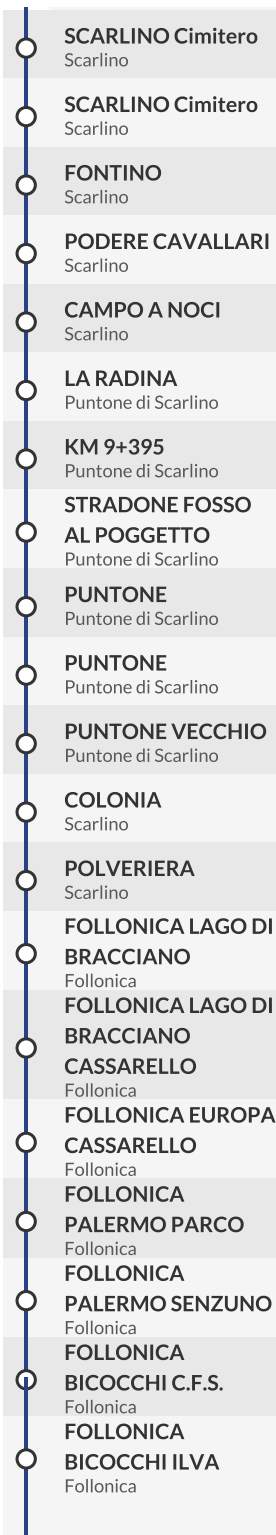 SCARLINO Cimitero
Scarlino
SCARLINO Cimitero
Scarlino
FONTINO
Scarlino
PODERE CAVALLARI
Scarlino
CAMPO A NOCI
Scarlino
LA RADINA
Puntone di Scarlino
KM 9+395
Puntone di Scarlino
STRADONE FOSSO
AL POGGETTO
Puntone di Scarlino
PUNTONE
Puntone di Scarlino
PUNTONE
Puntone di Scarlino
PUNTONE VECCHIO
Puntone di Scarlino
COLONIA
Scarlino
POLVERIERA
Scarlino
FOLLONICA LAGO DI
BRACCIANO
Follonica
FOLLONICA LAGO DI
BRACCIANO
CASSARELLO
Follonica
FOLLONICA EUROPA
CASSARELLO
Follonica
FOLLONICA
PALERMO PARCO
Follonica
FOLLONICA
PALERMO SENZUNO
Follonica
FOLLONICA
BICOCCHI C.F.S.
Follonica
FOLLONICA
BICOCCHI ILVA
Follonica